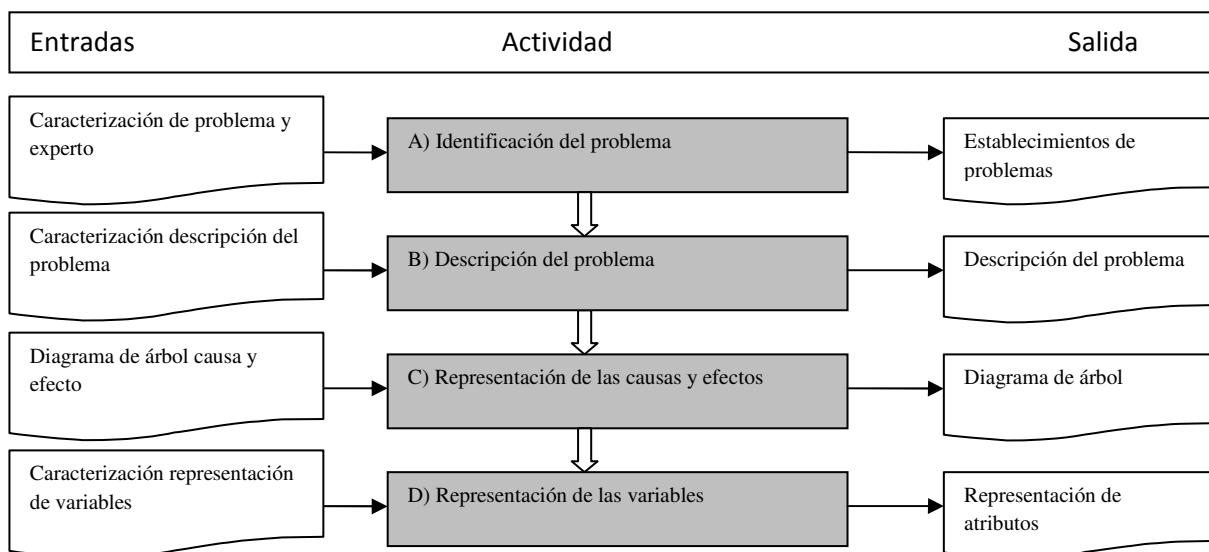 Entradas Actividad Salida
Caracterización de problema y
experto
A) Identificación del problema
Establecimientos de
problemas
Caracterización descripción del
problema
B) Descripción del problema
Descripción del problema
Diagrama de árbol causa y
efecto
C) Representación de las causas y efectos
Diagrama de árbol
Caracterización representación
de variables
D) Representación de las variables
Representación de
atributos